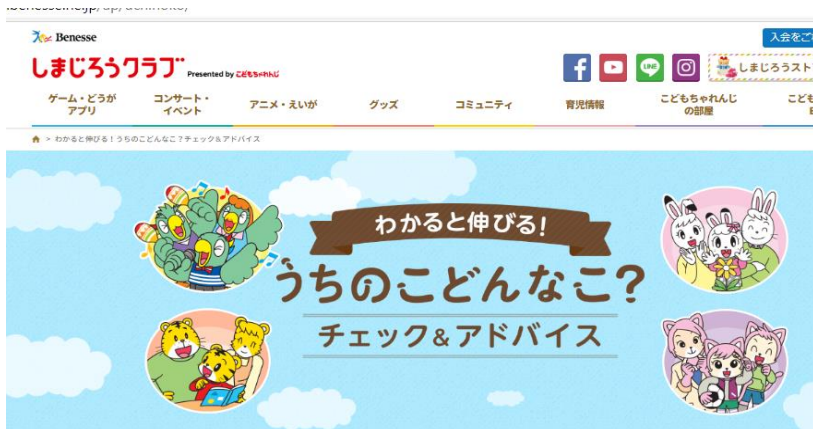 Benesse
入会をご
しまじろうクラブ
Presented by こどもちゃれんじ
LINE
しまじろうスト
ゲーム・どうが
アプリ
コンサート・
イベント
アニメ・えいが
グッズ
コミュニティ
育児情報
こどもちゃれんじ
の部屋
こども
> わかると伸びる!うちのこどんなこ?チェック&アドバイス
わかると伸びる!
うちのこどんなこ?
チェック&アドバイス